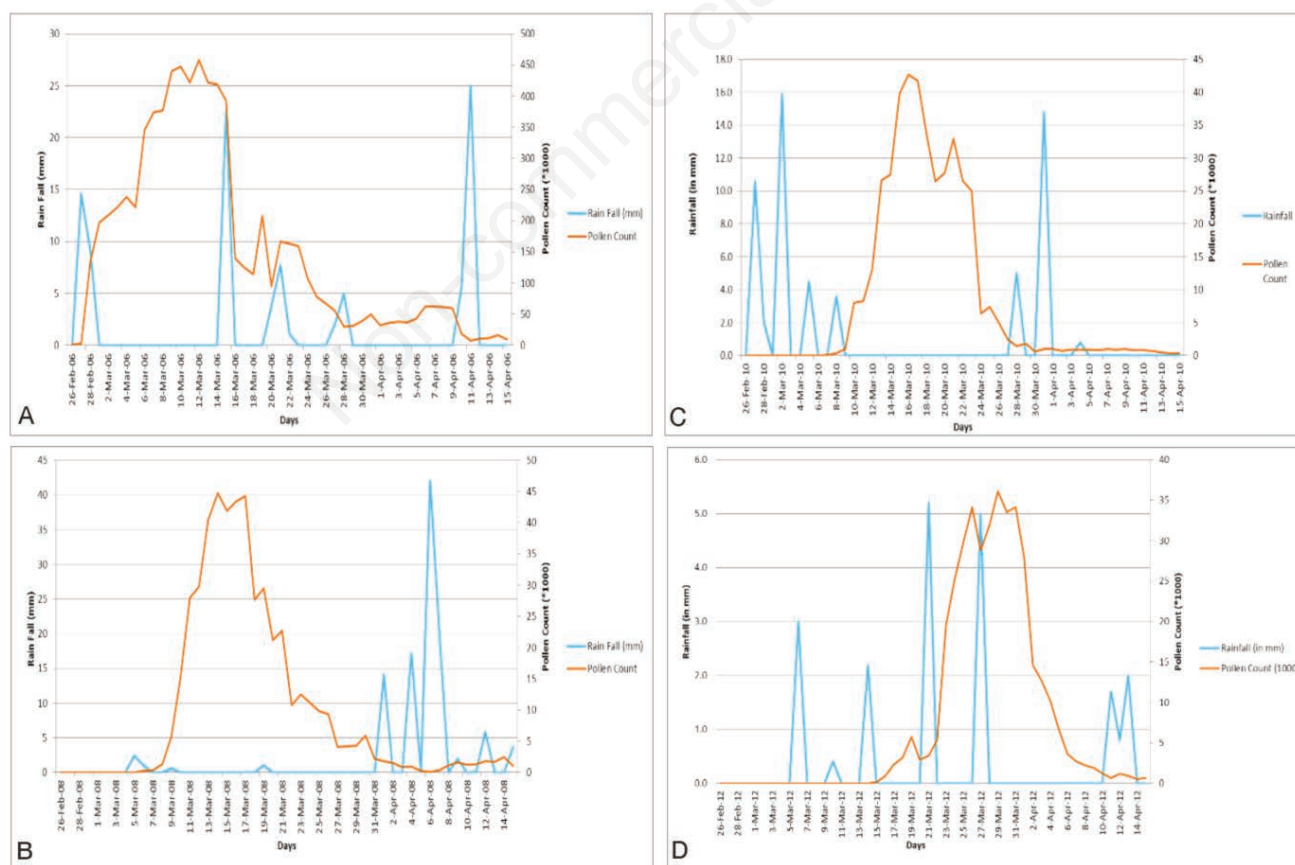 non-commercia
30
25
20
15
10
5
0
Rain Fall (mm)
500
450
400
350
300
250
200
150
100
50
0
Pollen Count (*1000)
Rain Fall (mm)
Pollen Count
26-Feb-06
28-Feb-06
2-Mar-06
4-Mar-06
6-Mar-06
8-Mar-06
10-Mar-06
12-Mar-06
14-Mar-06
16-Mar-06
18-Mar-06
20-Mar-06
22-Mar-06
24-Mar-06
26-Mar-06
28-Mar-06
30-Mar-06
1-Apr-06
3-Apr-06
5-Apr-06
7-Apr-06
9-Apr-06
11-Apr-06
13-Apr-06
15-Apr-06
Days
A
18.0
16.0
14.0
12.0
10.0
8.0
6.0
4.0
2.0
0.0
Rainfall (in mm)
45
40
35
30
25
20
15
10
5
0
Pollen Count (*1000)
Rainfall
Pollen
Count
26-Feb-10
28-Feb-10
2-Mar-10
4-Mar-10
6-Mar-10
8-Mar-10
10-Mar-10
12-Mar-10
14-Mar-10
16-Mar-10
18-Mar-10
20-Mar-10
22-Mar-10
24-Mar-10
26-Mar-10
28-Mar-10
30-Mar-10
1-Apr-10
3-Apr-10
5-Apr-10
7-Apr-10
9-Apr-10
11-Apr-10
13-Apr-10
15-Apr-10
Days
C
45
40
35
30
25
20
15
10
5
0
Rain Fall (mm)
50
45
40
35
30
25
20
15
10
5
0
Pollen Count (*1000)
Rain Fall (mm)
Pollen Count
26-Feb-08
28-Feb-08
1-Mar-08
3-Mar-08
5-Mar-08
7-Mar-08
9-Mar-08
11-Mar-08
13-Mar-08
15-Mar-08
17-Mar-08
19-Mar-08
21-Mar-08
23-Mar-08
25-Mar-08
27-Mar-08
29-Mar-08
31-Mar-08
2-Apr-08
4-Apr-08
6-Apr-08
8-Apr-08
10-Apr-08
12-Apr-08
14-Apr-08
Days
B
6.0
5.0
4.0
3.0
2.0
1.0
0.0
Rainfall (in mm)
40
35
30
25
20
15
10
5
0
Pollen Count (*1000)
Rainfall (in mm)
Pollen Count (1000
26-Feb-12
28-Feb-12
1-Mar-12
3-Mar-12
5-Mar-12
7-Mar-12
9-Mar-12
11-Mar-12
13-Mar-12
15-Mar-12
17-Mar-12
19-Mar-12
21-Mar-12
23-Mar-12
25-Mar-12
27-Mar-12
29-Mar-12
31-Mar-12
2-Apr-12
4-Apr-12
6-Apr-12
8-Apr-12
10-Apr-12
12-Apr-12
14-Apr-12
Days
D